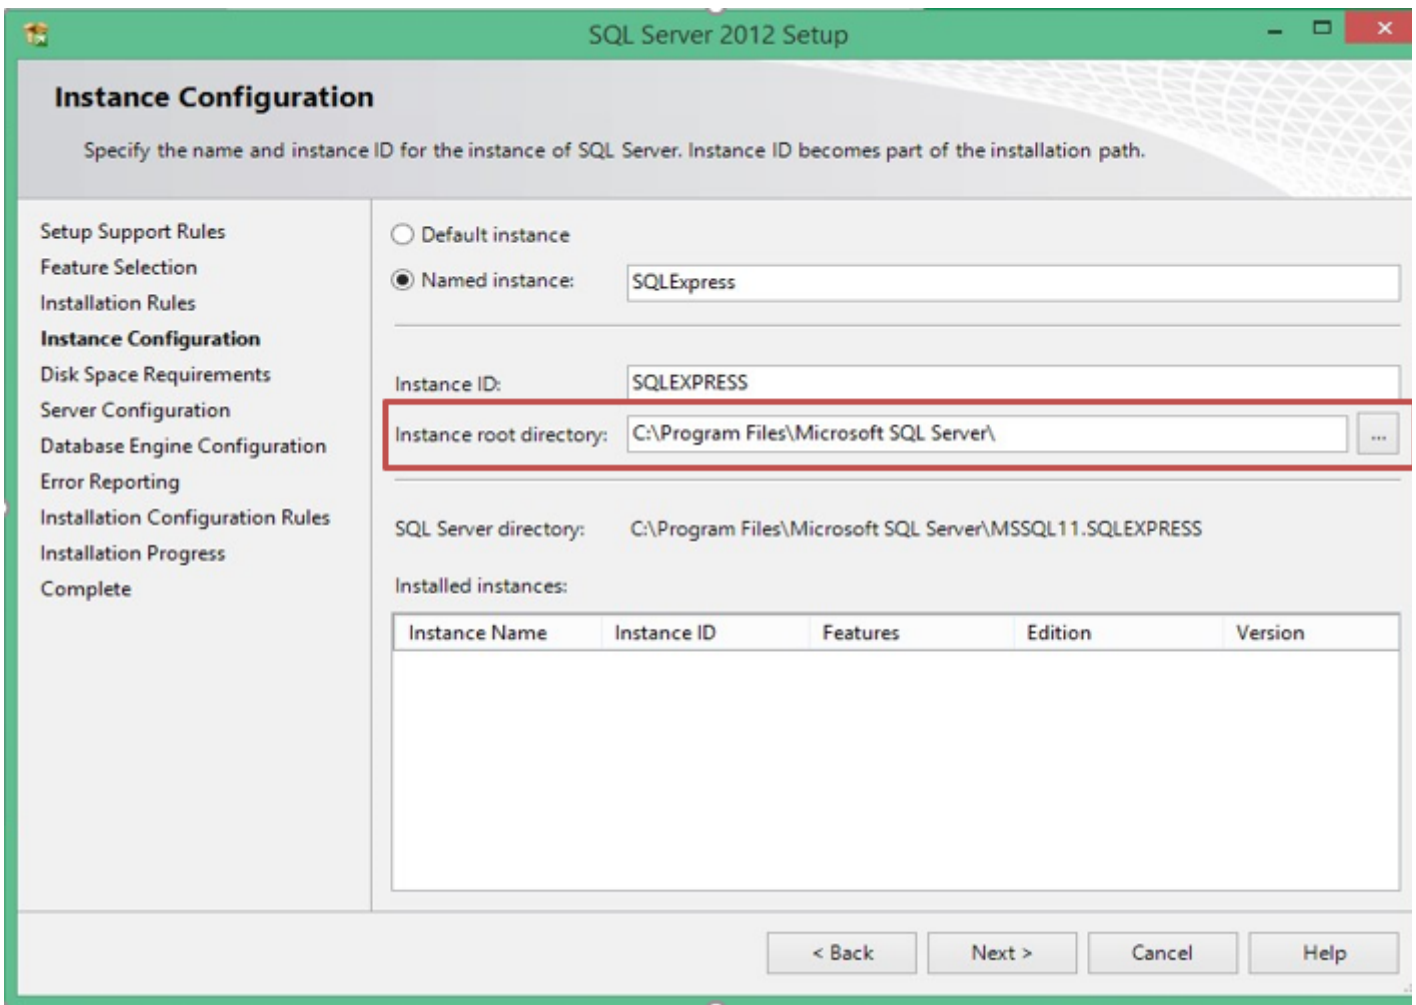 SQL Server 2012 Setup
Instance Configuration
Specify the name and instance ID for the instance of SQL Server. Instance ID becomes part of the installation path.
Setup Support Rules
Feature Selection
Installation Rules
Instance Configuration
Disk Space Requirements
Server Configuration
Database Engine Configuration
Error Reporting
Installation Configuration Rules
Installation Progress
Complete
Default instance
Named instance: SQLExpress
Instance ID: SQLEXPRESS
Instance root directory: C:\Program Files\Microsoft SQL Server\ ...
SQL Server directory: C:\Program Files\Microsoft SQL Server\MSSQL11.SQLEXPRESS
Installed instances:
Instance Name Instance ID Features Edition Version
< Back Next > Cancel Help